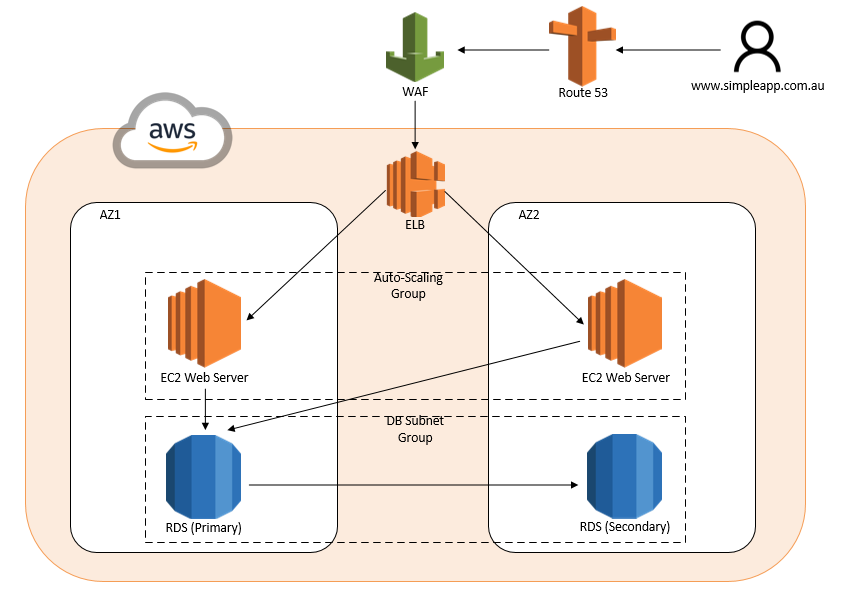 WAF
Route 53
www.simpleapp.com.au
aws
ELB
AZ1
AZ2
Auto-Scaling
Group
EC2 Web Server
EC2 Web Server
DB Subnet
Group
RDS (Primary)
RDS (Secondary)